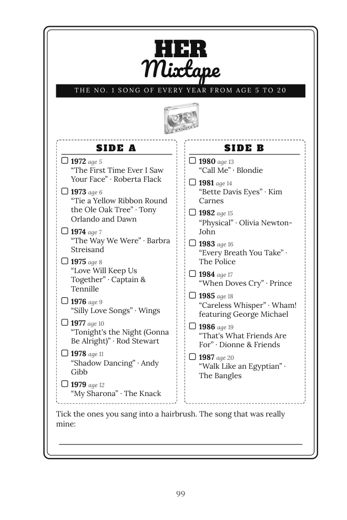 HER
Mixtape
THE NO. 1 SONG OF EVERY YEAR FROM AGE 5 TO 20
SIDE A
1972 age 5
"The First Time Ever I Saw
Your Face" · Roberta Flack
1973 age 6
"Tie a Yellow Ribbon Round
the Ole Oak Tree" · Tony
Orlando and Dawn
1974 age 7
"The Way We Were" · Barbra
Streisand
1975 age 8
"Love Will Keep Us
Together" · Captain &
Tennille
1976 age 9
"Silly Love Songs" · Wings
1977 age 10
"Tonight's the Night (Gonna
Be Alright)" · Rod Stewart
1978 age 11
"Shadow Dancing" · Andy
Gibb
1979 age 12
"My Sharona" · The Knack
SIDE B
1980 age 13
"Call Me" · Blondie
1981 age 14
"Bette Davis Eyes" · Kim
Carnes
1982 age 15
"Physical" · Olivia Newton-
John
1983 age 16
"Every Breath You Take" ·
The Police
1984 age 17
"When Doves Cry" · Prince
1985 age 18
"Careless Whisper" · Wham!
featuring George Michael
1986 age 19
"That's What Friends Are
For" · Dionne & Friends
1987 age 20
"Walk Like an Egyptian" ·
The Bangles
Tick the ones you sang into a hairbrush. The song that was really
mine:
99